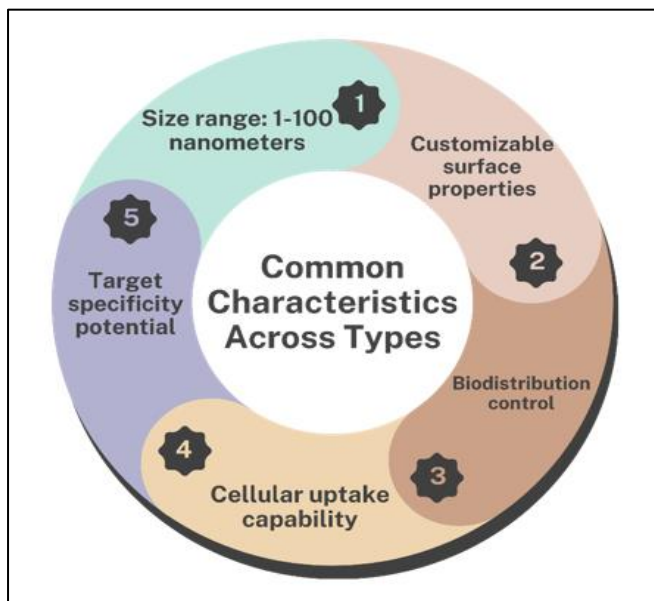 Common
Characteristics
Across Types
1
Size range: 1-100
nanometers
Customizable
surface
properties
2
Biodistribution
control
3
4
Cellular uptake
capability
5
Target
specificity
potential